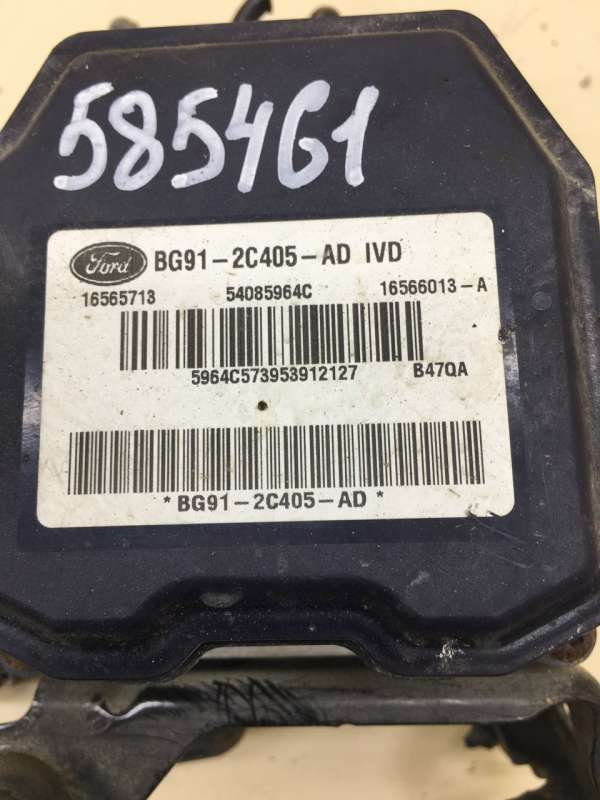 585461
Ford BG91-2C405-AD IVD
16565713 54085964C 16566013-A
5964C573953912127 B47QA
*BG91-2C405-AD*